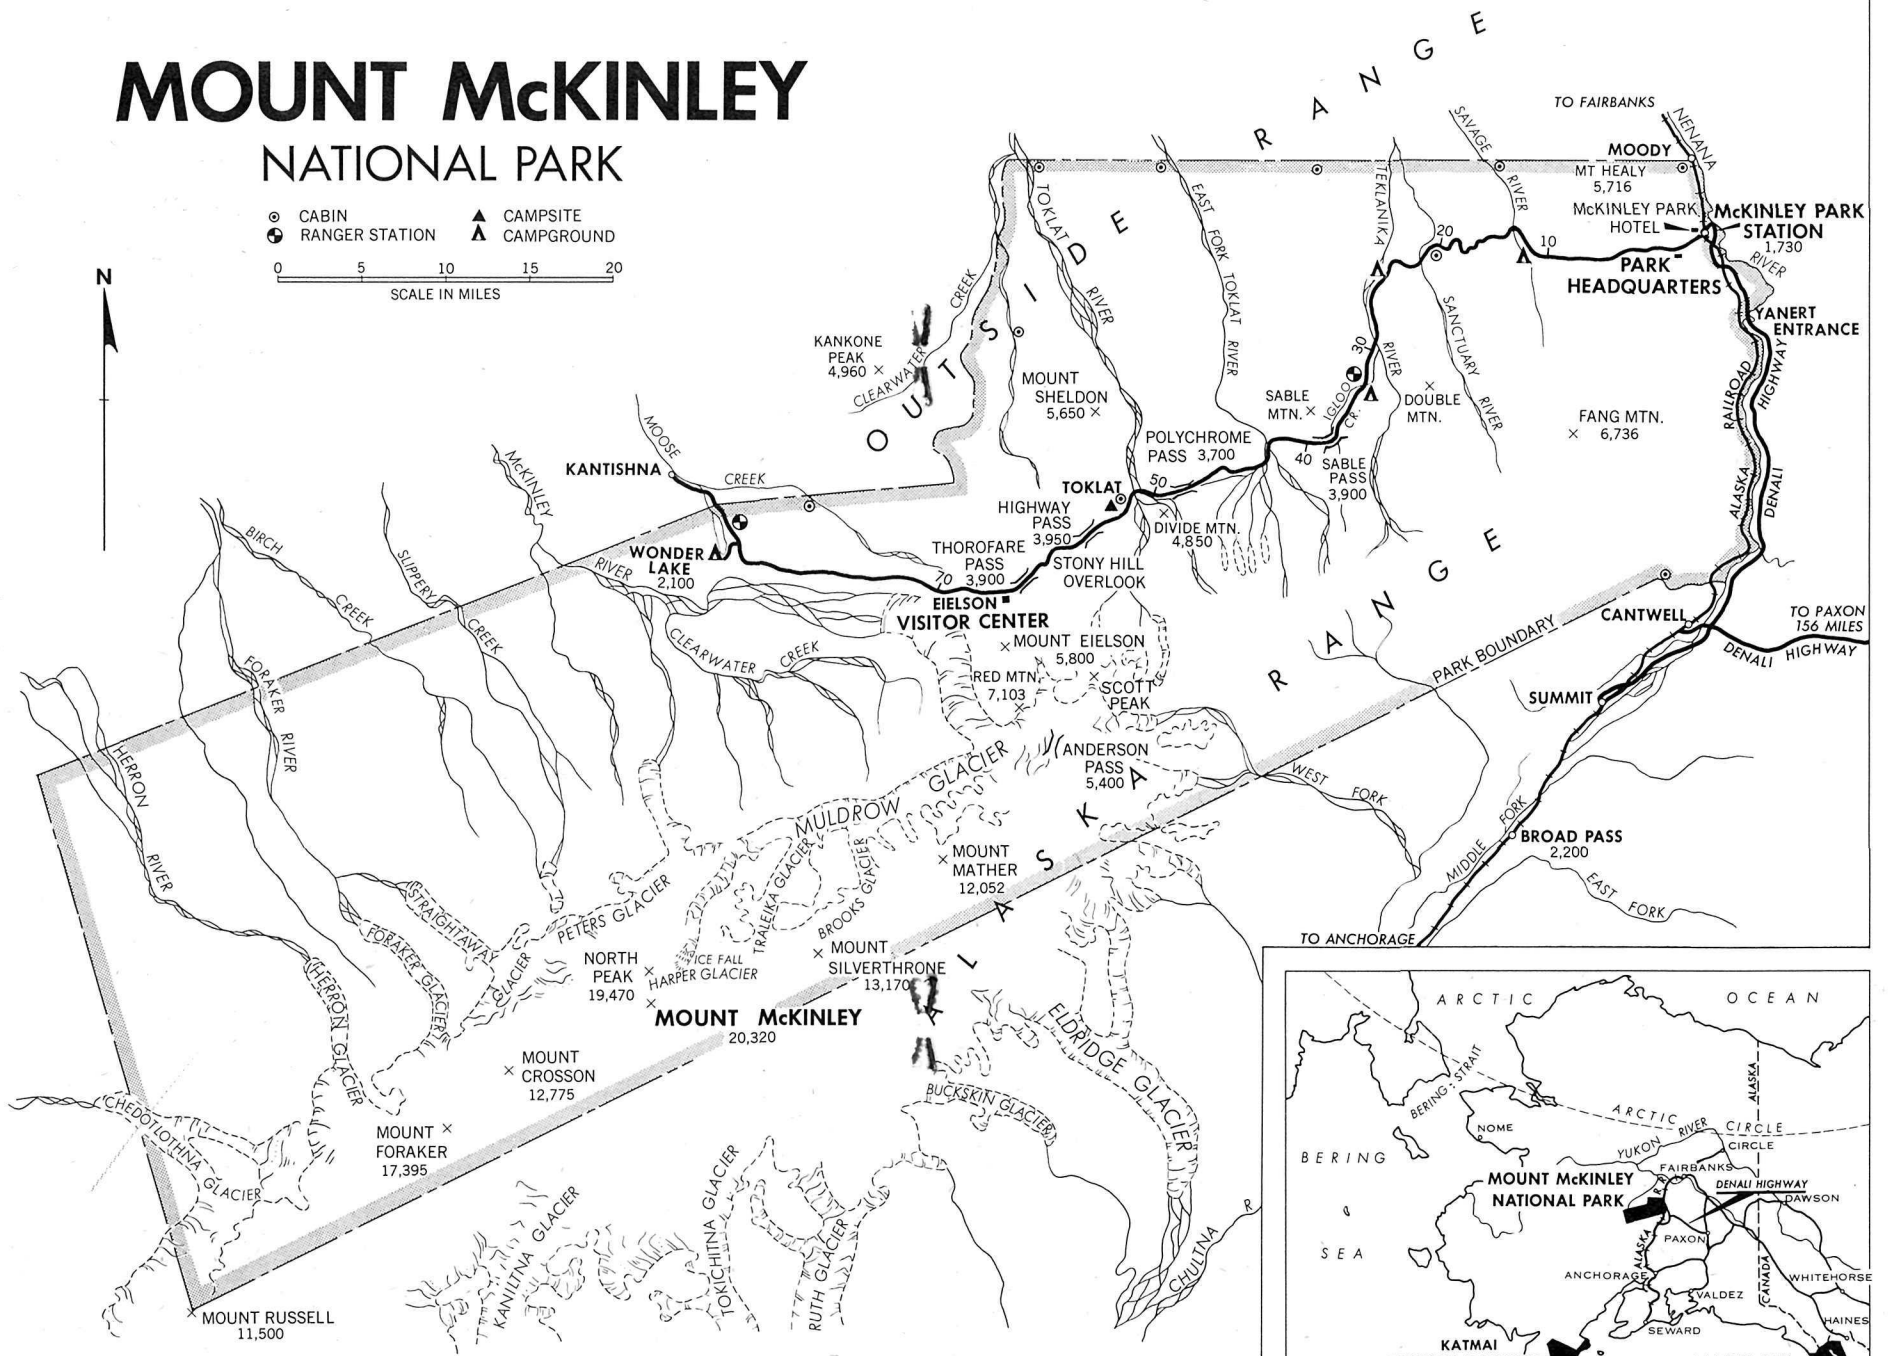 MOUNT McKINLEY
NATIONAL PARK
CABIN
CAMPSITE
RANGER STATION
CAMPGROUND
0 5 10 15 20
SCALE IN MILES
N
OUTSIDE RANGE
ALASKA RANGE
TO FAIRBANKS
NENANA
RIVER
MOODY
MT HEALY
5,716
McKINLEY PARK
HOTEL
McKINLEY PARK
STATION
1,730
PARK
HEADQUARTERS
YANERT
ENTRANCE
SAVAGE
RIVER
TEKLANIKA
RIVER
SANCTUARY
RIVER
10
20
30
40
50
70
EAST FORK TOKLAT RIVER
TOKLAT
RIVER
CLEARWATER
CREEK
KANKONE
PEAK
4,960
MOUNT
SHELDON
5,650
SABLE
MTN.
IGLOO
CR.
DOUBLE
MTN.
FANG MTN.
6,736
ALASKA
RAILROAD
DENALI
HIGHWAY
POLYCHROME
PASS 3,700
SABLE
PASS
3,900
MOOSE
CREEK
KANTISHNA
McKINLEY
RIVER
TOKLAT
HIGHWAY
PASS
3,950
DIVIDE MTN.
4,850
WONDER
LAKE
2,100
THOROFARE
PASS
3,900
STONY HILL
OVERLOOK
EIELSON
VISITOR CENTER
MOUNT EIELSON
5,800
RED MTN.
7,103
SCOTT
PEAK
CLEARWATER
CREEK
BIRCH
CREEK
SLIPPERY
CREEK
FORAKER
RIVER
HERRON
RIVER
ANDERSON
PASS
5,400
WEST
FORK
PARK BOUNDARY
CANTWELL
TO PAXON
156 MILES
DENALI HIGHWAY
SUMMIT
BROAD PASS
2,200
MIDDLE
FORK
EAST
FORK
TO ANCHORAGE
MULDROW
GLACIER
MOUNT
MATHER
12,052
TRALEIKA GLACIER
BROOKS GLACIER
PETERS GLACIER
STRAIGHTAWAY
GLACIER
FORAKER GLACIER
HERRON GLACIER
NORTH
PEAK
19,470
ICE FALL
HARPER GLACIER
MOUNT
SILVERTHRONE
13,170
MOUNT McKINLEY
20,320
MOUNT
CROSSON
12,775
MOUNT
FORAKER
17,395
CHEDOTLOTHNA
GLACIER
MOUNT RUSSELL
11,500
KANILTNA GLACIER
TOKICHITNA GLACIER
RUTH GLACIER
BUCKSKIN GLACIER
ELDRIDGE GLACIER
CHULTNA R
ARCTIC OCEAN
BERING STRAIT
ALASKA
CANADA
ARCTIC CIRCLE
NOME
YUKON RIVER
CIRCLE
BERING
SEA
FAIRBANKS
MOUNT McKINLEY
NATIONAL PARK
DENALI HIGHWAY
DAWSON
R.R.
ALASKA
PAXON
ANCHORAGE
WHITEHORSE
VALDEZ
SEWARD
HAINES
KATMAI